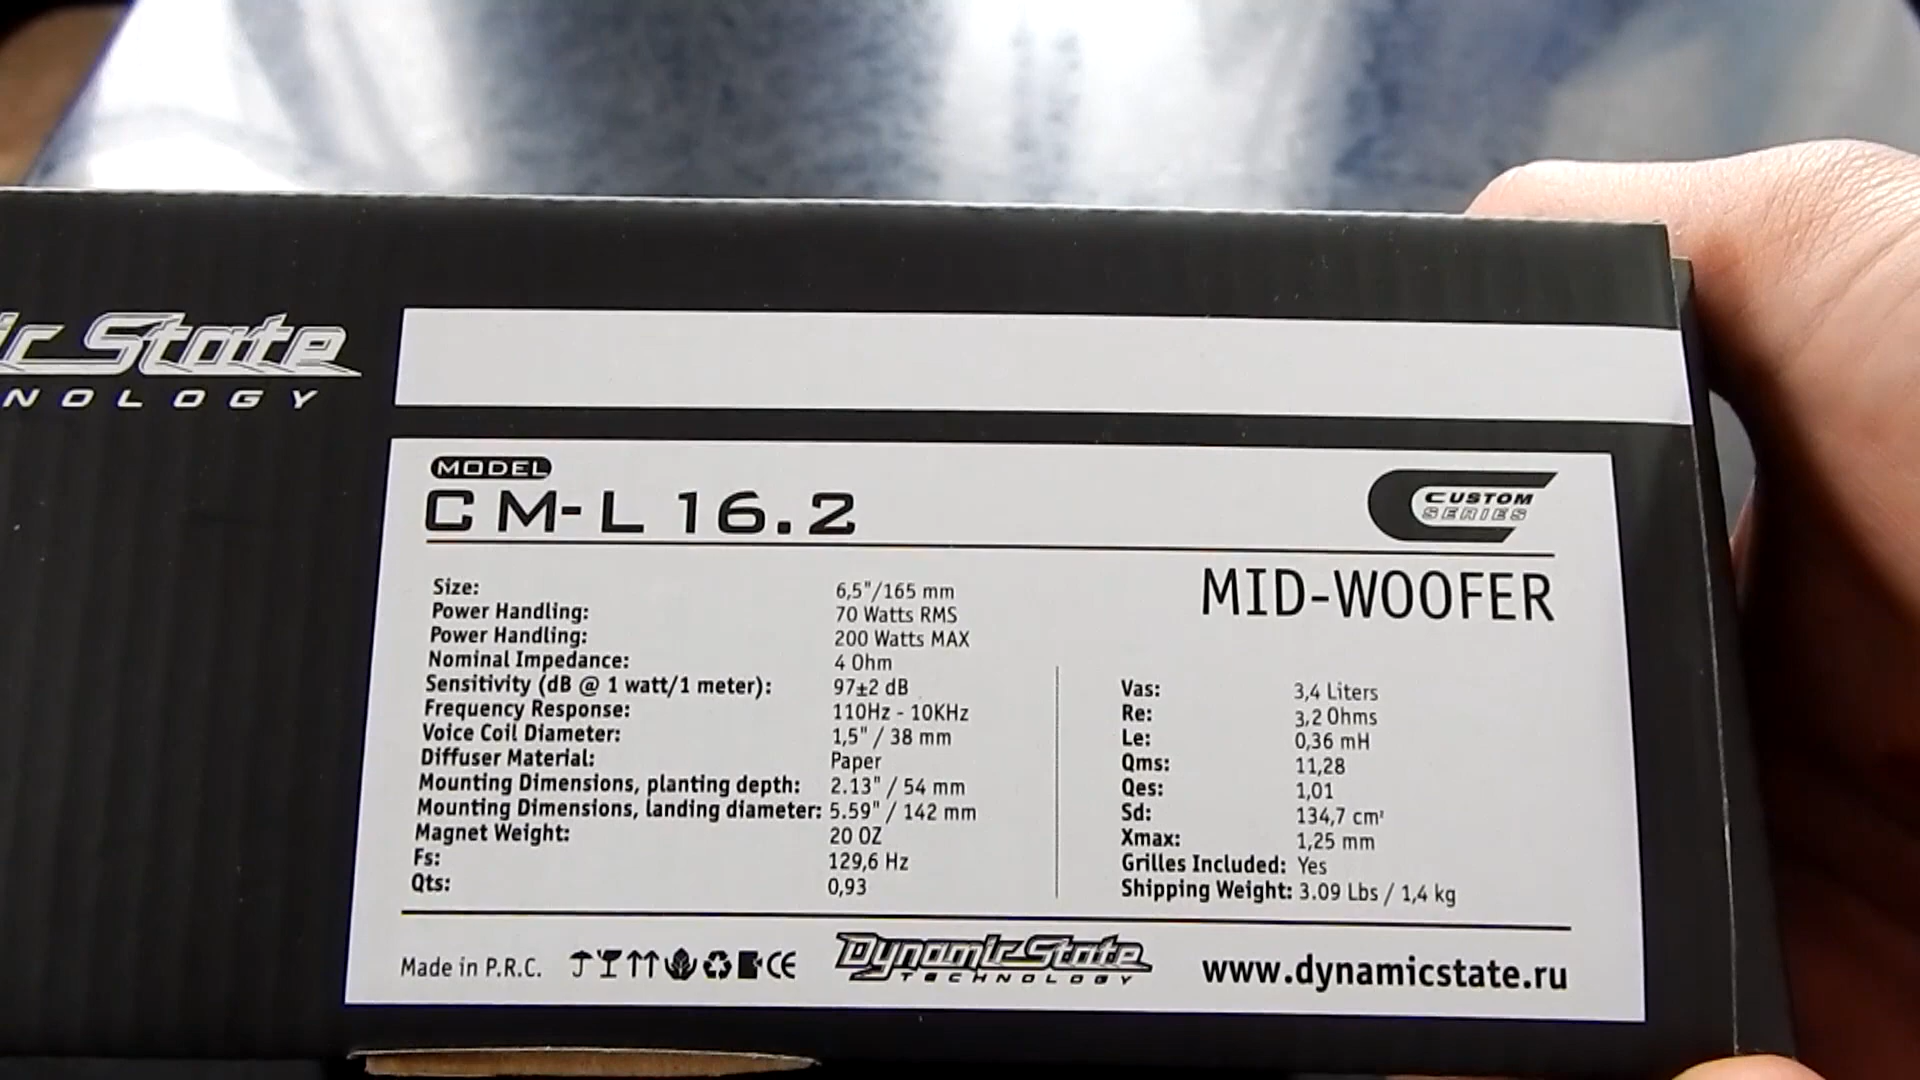 ic State
NOLOGY
MODEL
CM-L 16.2
CUSTOM
SERIES
MID-WOOFER
Size: 6,5"/165 mm
Power Handling: 70 Watts RMS
Power Handling: 200 Watts MAX
Nominal Impedance: 4 Ohm
Sensitivity (dB @ 1 watt/1 meter): 97±2 dB
Frequency Response: 110Hz - 10KHz
Voice Coil Diameter: 1,5" / 38 mm
Diffuser Material: Paper
Mounting Dimensions, planting depth: 2.13" / 54 mm
Mounting Dimensions, landing diameter: 5.59" / 142 mm
Magnet Weight: 20 OZ
Fs: 129,6 Hz
Qts: 0,93
Vas: 3,4 Liters
Re: 3,2 Ohms
Le: 0,36 mH
Qms: 11,28
Qes: 1,01
Sd: 134,7 cm²
Xmax: 1,25 mm
Grilles Included: Yes
Shipping Weight: 3.09 Lbs / 1,4 kg
Made in P.R.C.
CE
Dynamic State
TECHNOLOGY
www.dynamicstate.ru